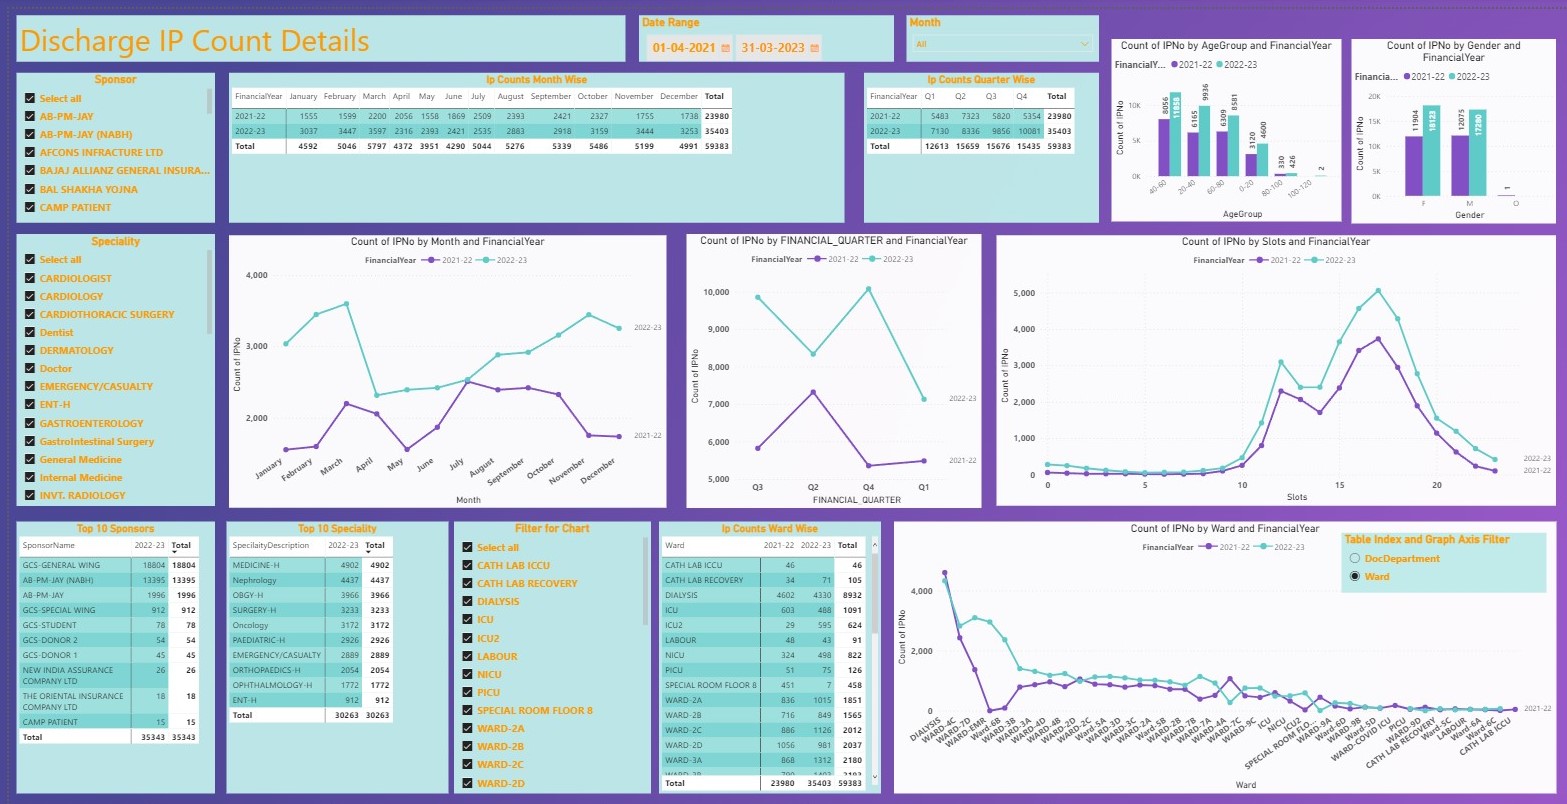 Discharge IP Count Details
Date Range
01-04-2021 31-03-2023
Month
All
Sponsor
Select all
AB-PM-JAY
AB-PM-JAY (NABH)
AFCONS INFRACTURE LTD
BAJAJ ALLIANZ GENERAL INSURA...
BAL SHAKHA YOJNA
CAMP PATIENT
Ip Counts Month Wise
FinancialYear January February March April May June July August September October November December Total
2021-22 1555 1599 2200 2056 1558 1869 2509 2393 2421 2327 1755 1738 23980
2022-23 3037 3447 3597 2316 2393 2421 2535 2883 2918 3159 3444 3253 35403
Total 4592 5046 5797 4372 3951 4290 5044 5276 5339 5486 5199 4991 59383
Ip Counts Quarter Wise
FinancialYear Q1 Q2 Q3 Q4 Total
2021-22 5483 7323 5820 5354 23980
2022-23 7130 8336 9856 10081 35403
Total 12613 15659 15676 15435 59383
Count of IPNo by AgeGroup and FinancialYear
FinancialY... 2021-22 2022-23
Count of IPNo
10K
5K
0K
8056 11858 6165 9936 6309 8581 3120 4600 330 426 2
40-60 20-40 60-80 0-20 80-100 100-120
AgeGroup
Count of IPNo by Gender and
FinancialYear
Financia... 2021-22 2022-23
Count of IPNo
20K
15K
10K
5K
0K
11904 18123 12075 17280 1
F M O
Gender
Speciality
Select all
CARDIOLOGIST
CARDIOLOGY
CARDIOTHORACIC SURGERY
Dentist
DERMATOLOGY
Doctor
EMERGENCY/CASUALTY
ENT-H
GASTROENTEROLOGY
GastroIntestinal Surgery
General Medicine
Internal Medicine
INVT. RADIOLOGY
Count of IPNo by Month and FinancialYear
FinancialYear 2021-22 2022-23
Count of IPNo
4,000
3,000
2,000
2022-23
2021-22
January February March April May June July August September October November December
Month
Count of IPNo by FINANCIAL_QUARTER and FinancialYear
FinancialYear 2021-22 2022-23
Count of IPNo
10,000
9,000
8,000
7,000
6,000
5,000
2022-23
2021-22
Q3 Q2 Q4 Q1
FINANCIAL_QUARTER
Count of IPNo by Slots and FinancialYear
FinancialYear 2021-22 2022-23
Count of IPNo
5,000
4,000
3,000
2,000
1,000
0
2022-23
2021-22
0 5 10 15 20
Slots
Top 10 Sponsors
SponsorName 2022-23 Total
GCS-GENERAL WING 18804 18804
AB-PM-JAY (NABH) 13395 13395
AB-PM-JAY 1996 1996
GCS-SPECIAL WING 912 912
GCS-STUDENT 78 78
GCS-DONOR 2 54 54
GCS-DONOR 1 45 45
NEW INDIA ASSURANCE
COMPANY LTD 26 26
THE ORIENTAL INSURANCE
COMPANY LTD 18 18
CAMP PATIENT 15 15
Total 35343 35343
Top 10 Speciality
SpecilaityDescription 2022-23 Total
MEDICINE-H 4902 4902
Nephrology 4437 4437
OBGY-H 3966 3966
SURGERY-H 3233 3233
Oncology 3172 3172
PAEDIATRIC-H 2926 2926
EMERGENCY/CASUALTY 2889 2889
ORTHOPAEDICS-H 2054 2054
OPHTHALMOLOGY-H 1772 1772
ENT-H 912 912
Total 30263 30263
Filter for Chart
Select all
CATH LAB ICCU
CATH LAB RECOVERY
DIALYSIS
ICU
ICU2
LABOUR
NICU
PICU
SPECIAL ROOM FLOOR 8
WARD-2A
WARD-2B
WARD-2C
WARD-2D
Ip Counts Ward Wise
Ward 2021-22 2022-23 Total
CATH LAB ICCU 46 46
CATH LAB RECOVERY 34 71 105
DIALYSIS 4602 4330 8932
ICU 603 488 1091
ICU2 29 595 624
LABOUR 48 43 91
NICU 324 498 822
PICU 51 75 126
SPECIAL ROOM FLOOR 8 451 7 458
WARD-2A 836 1015 1851
WARD-2B 716 849 1565
WARD-2C 886 1126 2012
WARD-2D 1056 981 2037
WARD-3A 868 1312 2180
Total 23980 35403 59383
Count of IPNo by Ward and FinancialYear
FinancialYear 2021-22 2022-23
Table Index and Graph Axis Filter
DocDepartment
Ward
Count of IPNo
4,000
2,000
0
2021-22
DIALYSIS WARD-4C WARD-7D WARD-EMR Ward-6B WARD-3B WARD-3A WARD-4D WARD-4B WARD-2D WARD-2C Ward-5A WARD-3D WARD-3C WARD-2A Ward-5B WARD-2B WARD-7B WARD-7A WARD-4A WARD-7C WARD-9C ICU NICU ICU2 SPECIAL ROOM FLO... WARD-9A Ward-6D WARD-9B Ward-5D WARD-COVID ICU PICU WARD-9D CATH LAB RECOVERY Ward-5C LABOUR Ward-6A Ward-6C CATH LAB ICCU
Ward